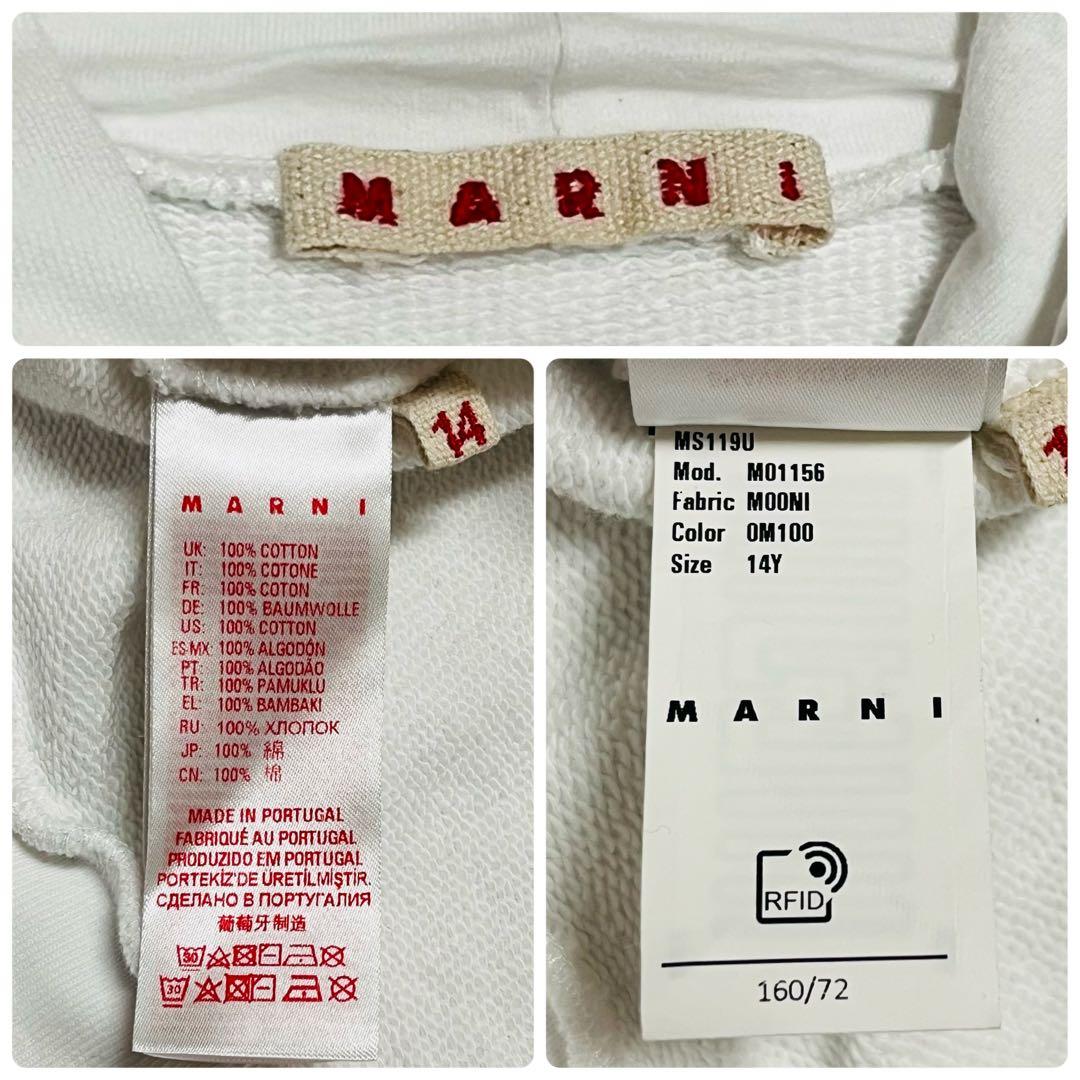 MARNI
14
MARNI
UK: 100% COTTON
IT: 100% COTONE
FR: 100% COTON
DE: 100% BAUMWOLLE
US: 100% COTTON
ES-MX: 100% ALGODÓN
PT: 100% ALGODÃO
TR: 100% PAMUKLU
EL: 100% BAMBAKI
RU: 100% ХЛОПОК
JP: 100% 綿
CN: 100% 棉
MADE IN PORTUGAL
FABRIQUÉ AU PORTUGAL
PRODUZIDO EM PORTUGAL
PORTEKİZ'DE ÜRETİLMİŞTİR.
СДЕЛАНО В ПОРТУГАЛИЯ
葡萄牙制造
30
30
MS119U
Mod. M01156
Fabric M00NI
Color 0M100
Size 14Y
MARNI
RFID
160/72